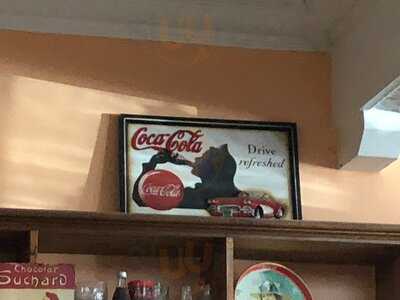 Coca-Cola
Drive
refreshed
Coca-Cola
Chocolat
Suchard